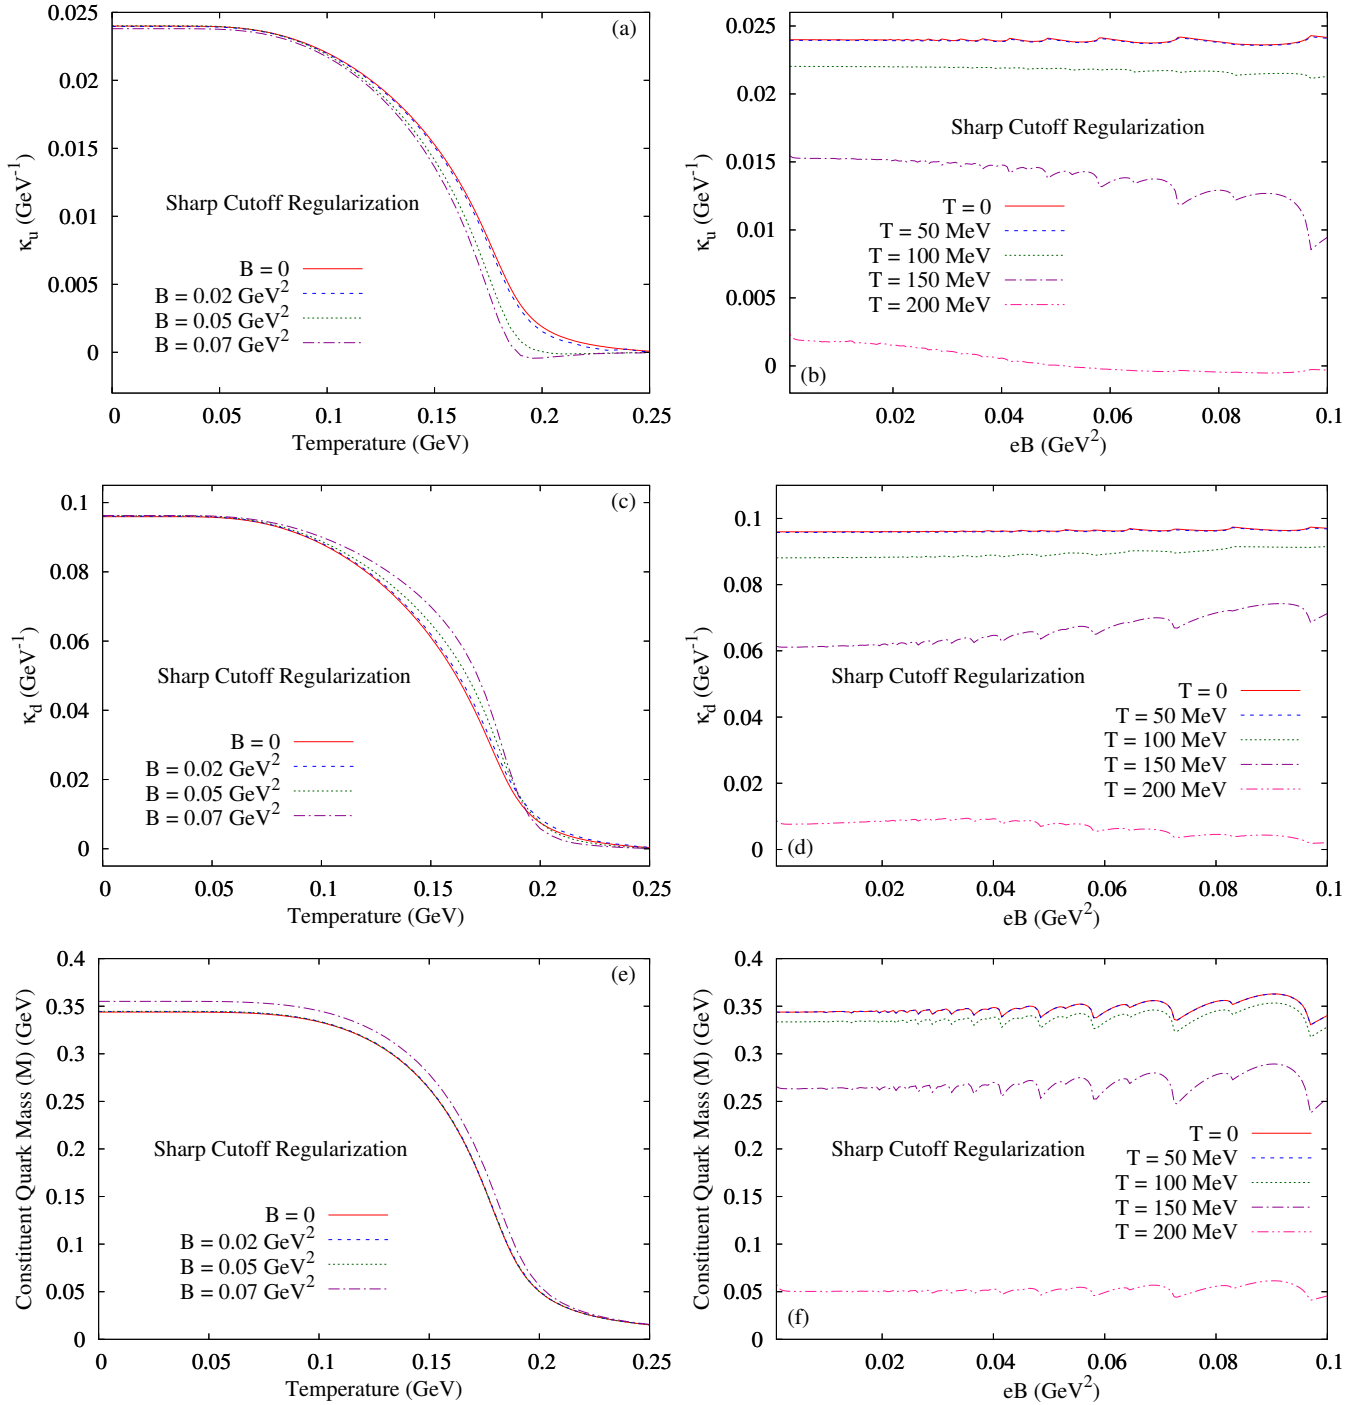 0.025
0.02
0.015
0.01
0.005
0
κu (GeV-1)
(a)
Sharp Cutoff Regularization
B = 0
B = 0.02 GeV2
B = 0.05 GeV2
B = 0.07 GeV2
0 0.05 0.1 0.15 0.2 0.25
Temperature (GeV)
0.025
0.02
0.015
0.01
0.005
0
κu (GeV-1)
Sharp Cutoff Regularization
T = 0
T = 50 MeV
T = 100 MeV
T = 150 MeV
T = 200 MeV
(b)
0.02 0.04 0.06 0.08 0.1
eB (GeV2)
0.1
0.08
0.06
0.04
0.02
0
κd (GeV-1)
(c)
Sharp Cutoff Regularization
B = 0
B = 0.02 GeV2
B = 0.05 GeV2
B = 0.07 GeV2
0 0.05 0.1 0.15 0.2 0.25
Temperature (GeV)
0.1
0.08
0.06
0.04
0.02
0
κd (GeV-1)
Sharp Cutoff Regularization
T = 0
T = 50 MeV
T = 100 MeV
T = 150 MeV
T = 200 MeV
(d)
0.02 0.04 0.06 0.08 0.1
eB (GeV2)
0.4
0.35
0.3
0.25
0.2
0.15
0.1
0.05
0
Constituent Quark Mass (M) (GeV)
(e)
Sharp Cutoff Regularization
B = 0
B = 0.02 GeV2
B = 0.05 GeV2
B = 0.07 GeV2
0 0.05 0.1 0.15 0.2 0.25
Temperature (GeV)
0.4
0.35
0.3
0.25
0.2
0.15
0.1
0.05
0
Constituent Quark Mass (M) (GeV)
Sharp Cutoff Regularization
T = 0
T = 50 MeV
T = 100 MeV
T = 150 MeV
T = 200 MeV
(f)
0.02 0.04 0.06 0.08 0.1
eB (GeV2)